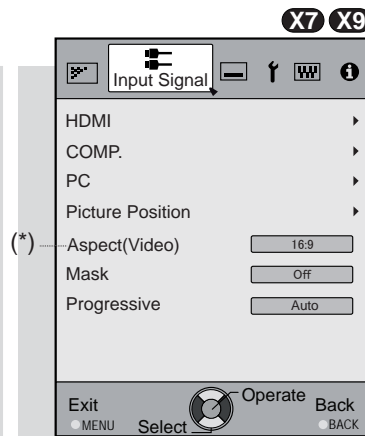 X7 X9
Input Signal
HDMI
COMP.
PC
Picture Position
(*) Aspect(Video) 16:9
Mask Off
Progressive Auto
Exit Operate Back
MENU Select BACK